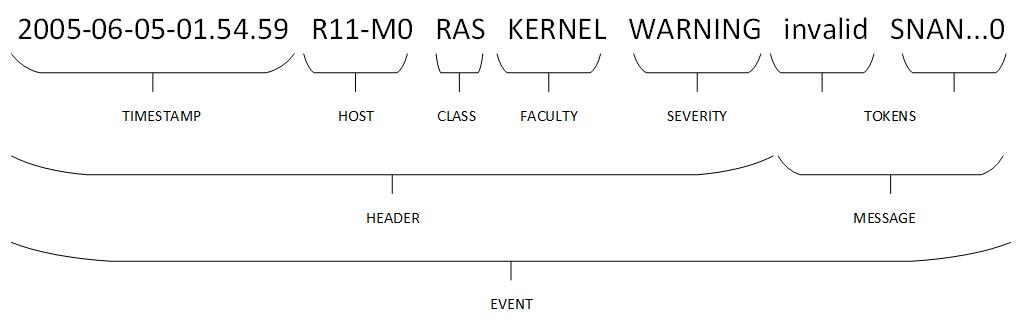 2005-06-05-01.54.59 R11-M0 RAS KERNEL WARNING invalid SNAN...0
TIMESTAMP HOST CLASS FACULTY SEVERITY TOKENS
HEADER MESSAGE
EVENT